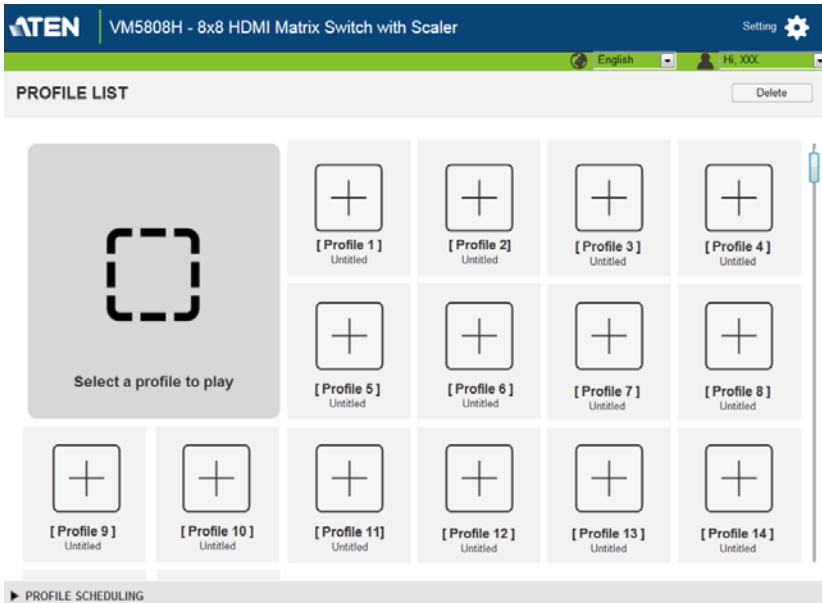 ATEN VM5808H - 8x8 HDMI Matrix Switch with Scaler Setting
English Hi, XXX.
PROFILE LIST Delete
Select a profile to play
[ Profile 1 ] [ Profile 2] [ Profile 3 ] [ Profile 4 ]
Untitled Untitled Untitled Untitled
[ Profile 5 ] [ Profile 6 ] [ Profile 7 ] [ Profile 8 ]
Untitled Untitled Untitled Untitled
[ Profile 9 ] [ Profile 10 ] [ Profile 11] [ Profile 12 ] [ Profile 13 ] [ Profile 14 ]
Untitled Untitled Untitled Untitled Untitled Untitled
PROFILE SCHEDULING